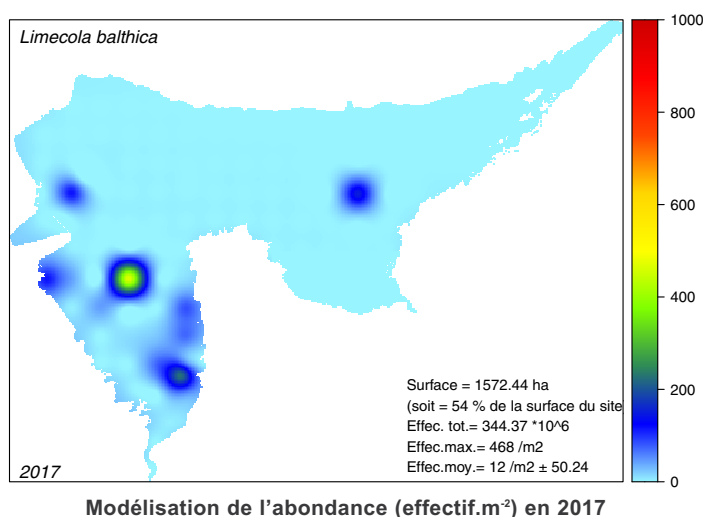 Limecola balthica
1000
800
600
400
200
0
Surface = 1572.44 ha
(soit = 54 % de la surface du site
Effec. tot.= 344.37 *10^6
Effec.max.= 468 /m2
Effec.moy.= 12 /m2 ± 50.24
2017
Modélisation de l’abondance (effectif.m⁻²) en 2017